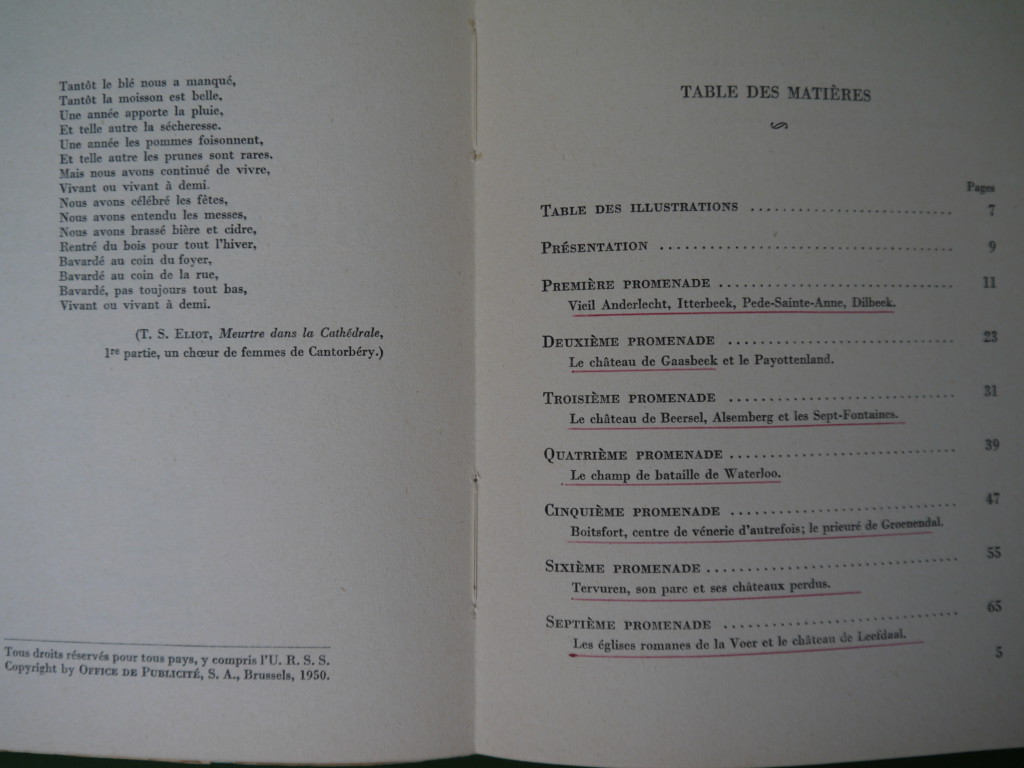 Tantôt le blé nous a manqué,
Tantôt la moisson est belle,
Une année apporte la pluie,
Et telle autre la sécheresse.
Une année les pommes foisonnent,
Et telle autre les prunes sont rares.
Mais nous avons continué de vivre,
Vivant ou vivant à demi.
Nous avons célébré les fêtes,
Nous avons entendu les messes,
Nous avons brassé bière et cidre,
Rentré du bois pour tout l'hiver,
Bavardé au coin du foyer,
Bavardé au coin de la rue,
Bavardé, pas toujours tout bas,
Vivant ou vivant à demi.
(T. S. ELIOT, Meurtre dans la Cathédrale,
1re partie, un chœur de femmes de Cantorbéry.)
Tous droits réservés pour tous pays, y compris l'U. R. S. S.
Copyright by OFFICE DE PUBLICITÉ, S. A., Brussels, 1950.
TABLE DES MATIÈRES
Pages
TABLE DES ILLUSTRATIONS ........................ 7
PRÉSENTATION ........................ 9
PREMIÈRE PROMENADE ........................ 11
Vieil Anderlecht, Itterbeek, Pede-Sainte-Anne, Dilbeek.
DEUXIÈME PROMENADE ........................ 23
Le château de Gaasbeek et le Payottenland.
TROISIÈME PROMENADE ........................ 31
Le château de Beersel, Alsemberg et les Sept-Fontaines.
QUATRIÈME PROMENADE ........................ 39
Le champ de bataille de Waterloo.
CINQUIÈME PROMENADE ........................ 47
Boitsfort, centre de vénerie d'autrefois; le prieuré de Groenendal.
SIXIÈME PROMENADE ........................ 55
Tervuren, son parc et ses châteaux perdus.
SEPTIÈME PROMENADE ........................ 65
Les églises romanes de la Voer et le château de Leefdaal.
5